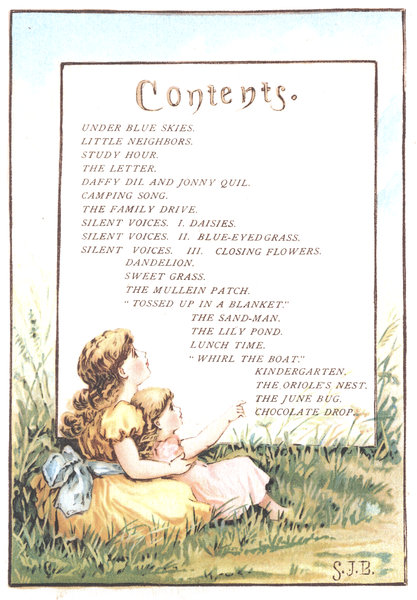 Contents.
UNDER BLUE SKIES.
LITTLE NEIGHBORS.
STUDY HOUR.
THE LETTER.
DAFFY DIL AND JONNY QUIL.
CAMPING SONG.
THE FAMILY DRIVE.
SILENT VOICES. I. DAISIES.
SILENT VOICES. II. BLUE-EYED GRASS.
SILENT VOICES. III. CLOSING FLOWERS.
DANDELION.
SWEET GRASS.
THE MULLEIN PATCH.
"TOSSED UP IN A BLANKET."
THE SAND-MAN.
THE LILY POND.
LUNCH TIME.
"WHIRL THE BOAT."
KINDERGARTEN.
THE ORIOLE'S NEST.
THE JUNE BUG.
CHOCOLATE DROP.
S.J.B.